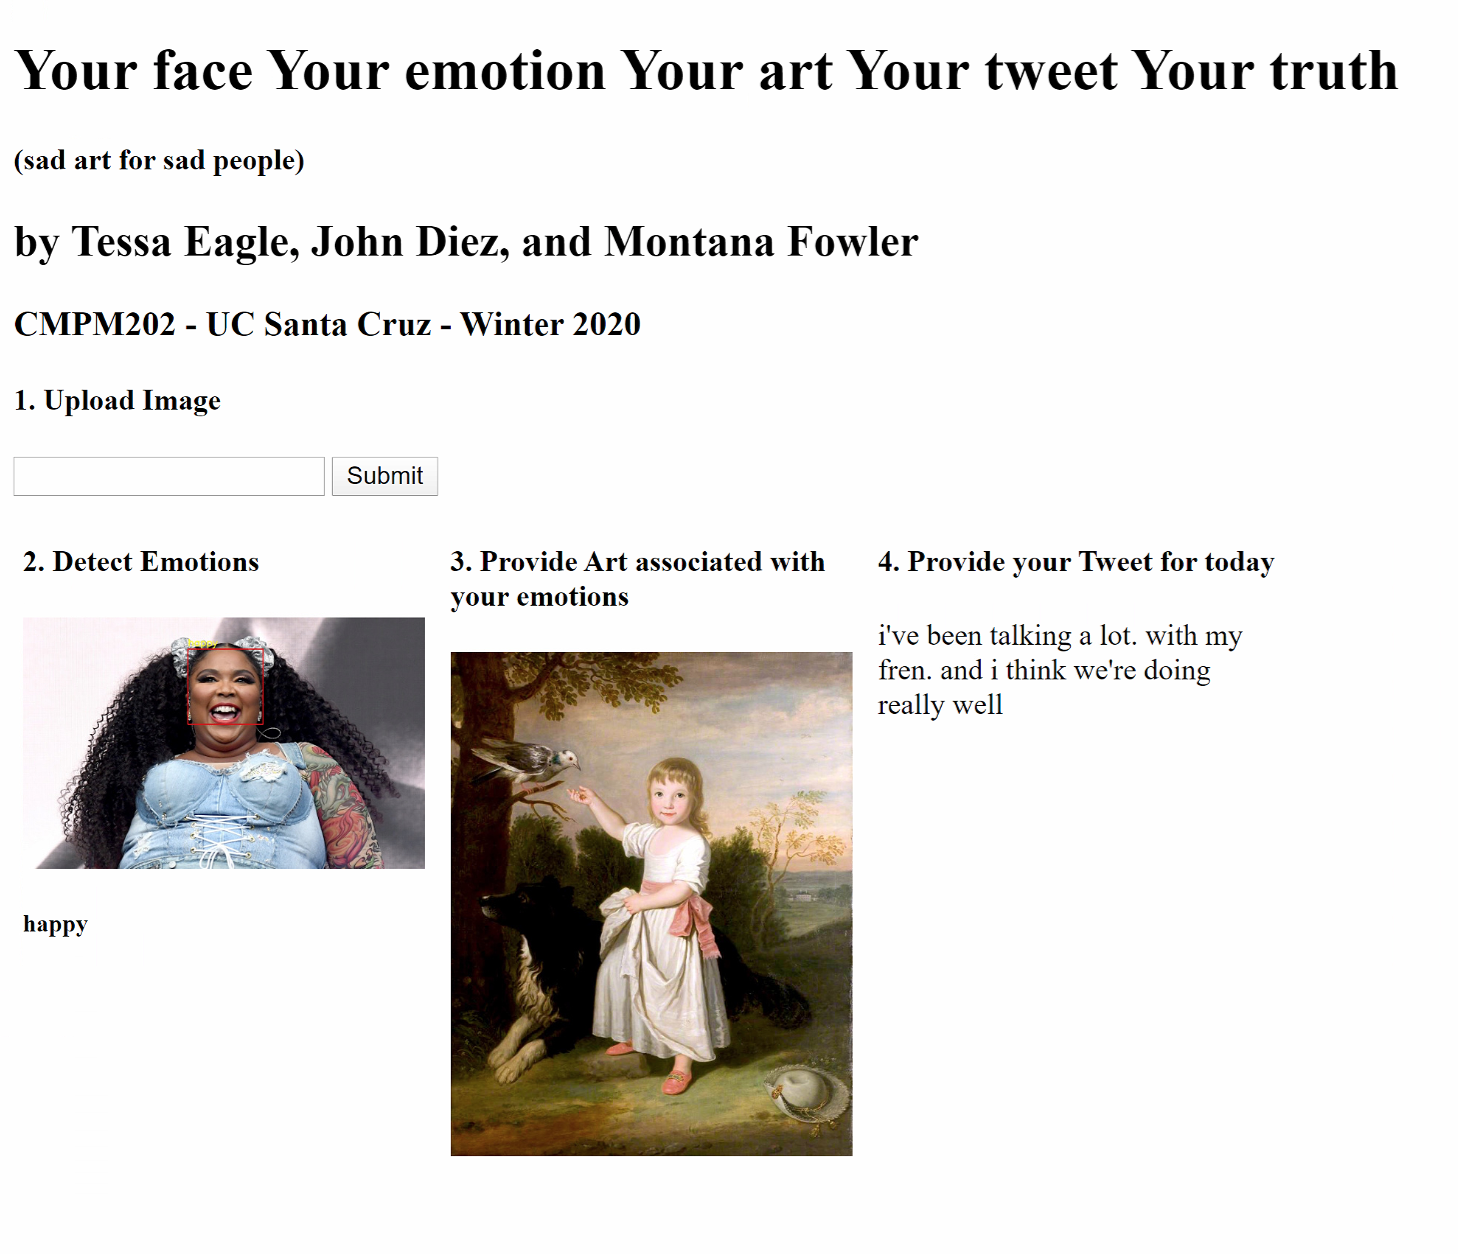 Your face Your emotion Your art Your tweet Your truth
(sad art for sad people)
by Tessa Eagle, John Diez, and Montana Fowler
CMPM202 - UC Santa Cruz - Winter 2020
1. Upload Image
Submit
2. Detect Emotions
happy
happy
3. Provide Art associated with
your emotions
4. Provide your Tweet for today
i've been talking a lot. with my
fren. and i think we're doing
really well